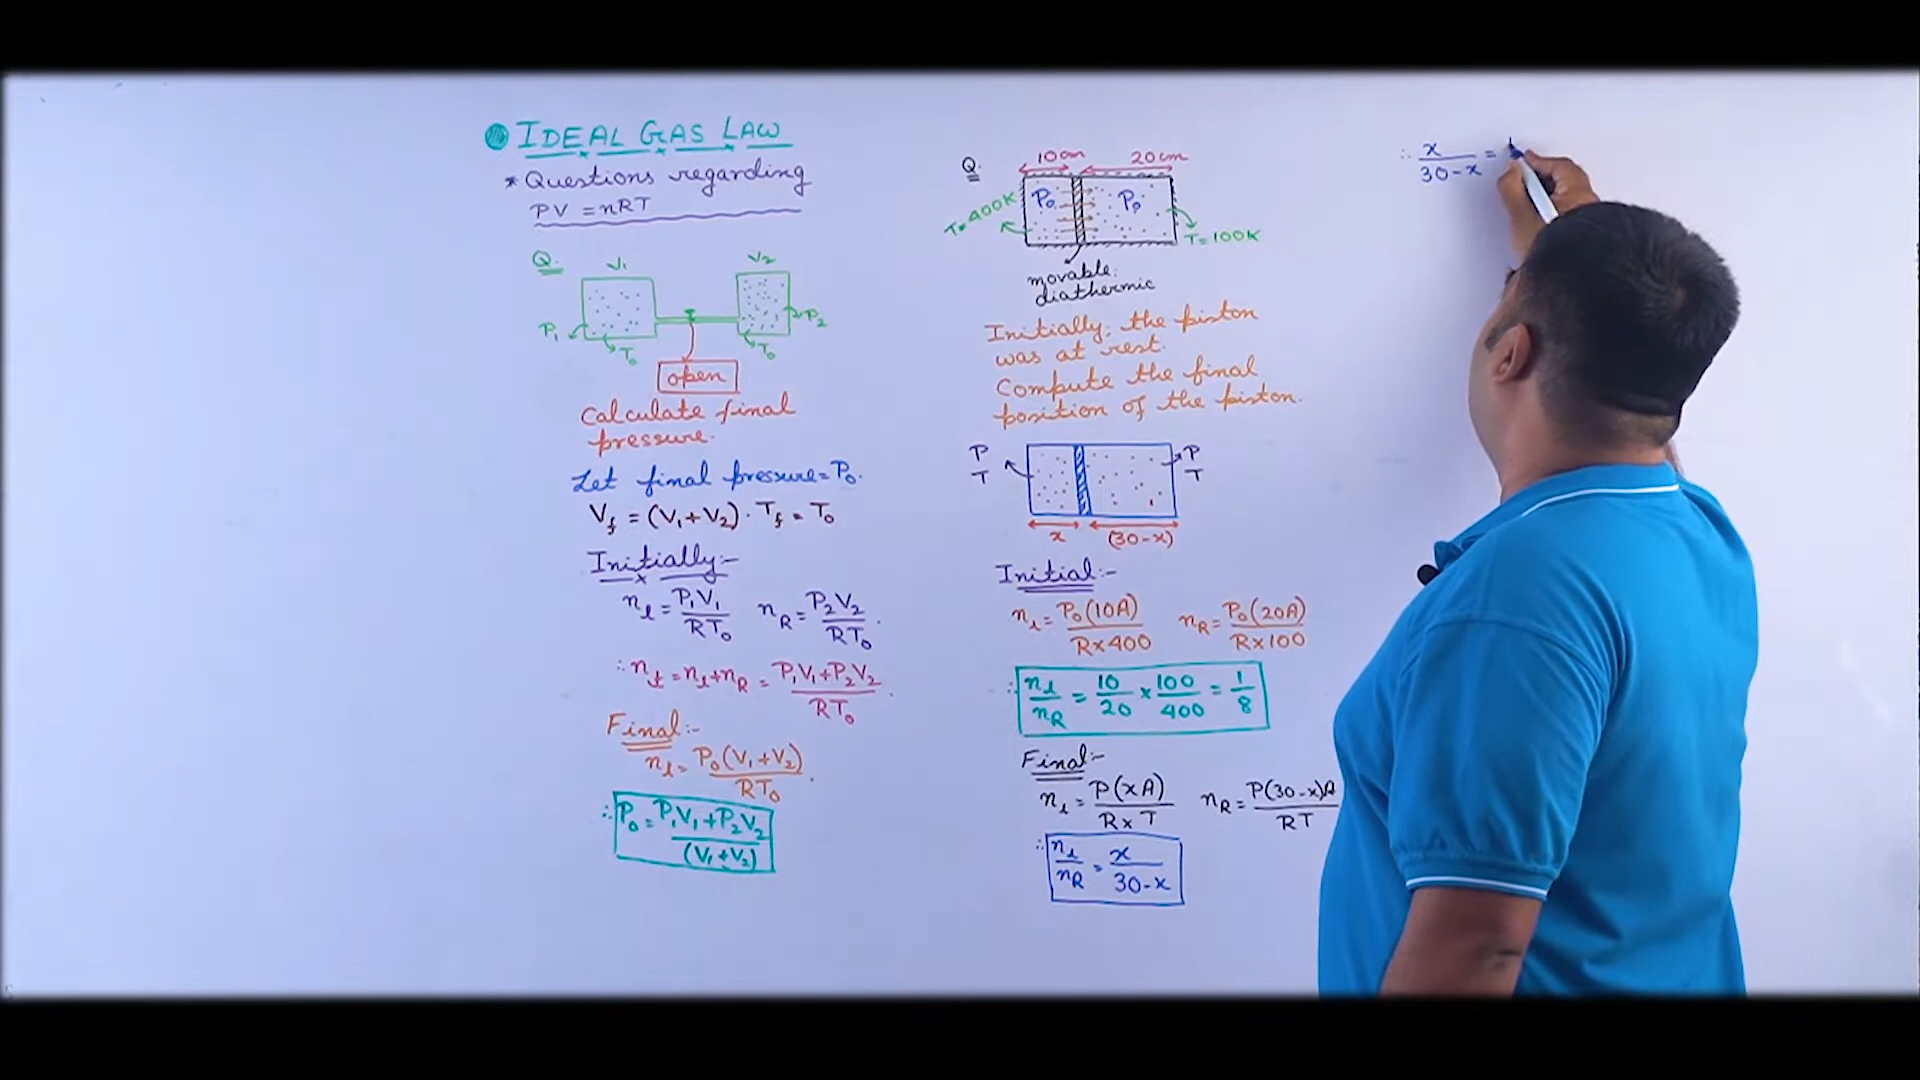 IDEAL GAS LAW
* Questions regarding
PV = nRT
Q.
V₁
V₂
P₁
T₀
T₀
P₂
open
Calculate final
pressure.
Let final pressure = P₀.
V_f = (V₁+V₂) . T_f = T₀
Initially:-
n_l = P₁V₁/RT₀ n_R = P₂V₂/RT₀ .
∴ n_t = n_l+n_R = P₁V₁+P₂V₂/RT₀ .
Final:-
n_t = P₀(V₁+V₂)/RT₀ .
∴ P₀ = P₁V₁+P₂V₂/(V₁+V₂)
Q.
10cm
20cm
T=400K
P₀
P₀
T=100K
movable.
diathermic
Initially, the piston
was at rest.
Compute the final
position of the piston.
P
T
P
T
x
(30-x)
Initial:-
n_l = P₀(10A)/R×400 n_R = P₀(20A)/R×100
∴ n_l/n_R = 10/20 × 100/400 = 1/8
Final:-
n_l = P(xA)/R×T n_R = P(30-x)A/RT
∴ n_l/n_R = x/30-x
∴ x/30-x =